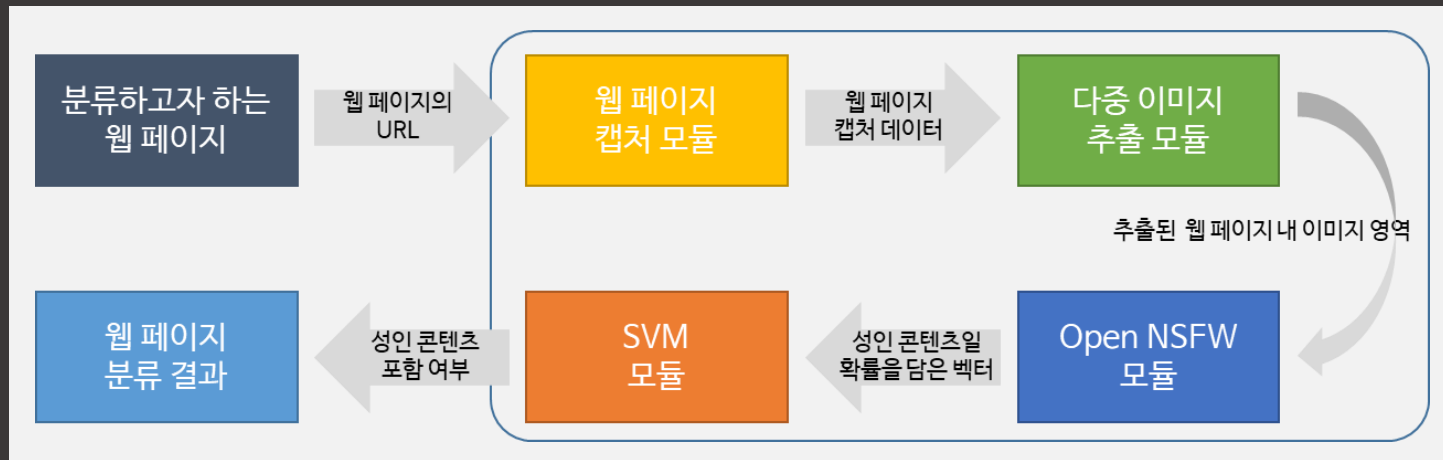 분류하고자 하는
웹 페이지
웹 페이지의
URL
웹 페이지
캡처 모듈
웹 페이지
캡처 데이터
다중 이미지
추출 모듈
추출된 웹 페이지 내 이미지 영역
Open NSFW
모듈
성인 콘텐츠일
확률을 담은 벡터
SVM
모듈
성인 콘텐츠
포함 여부
웹 페이지
분류 결과